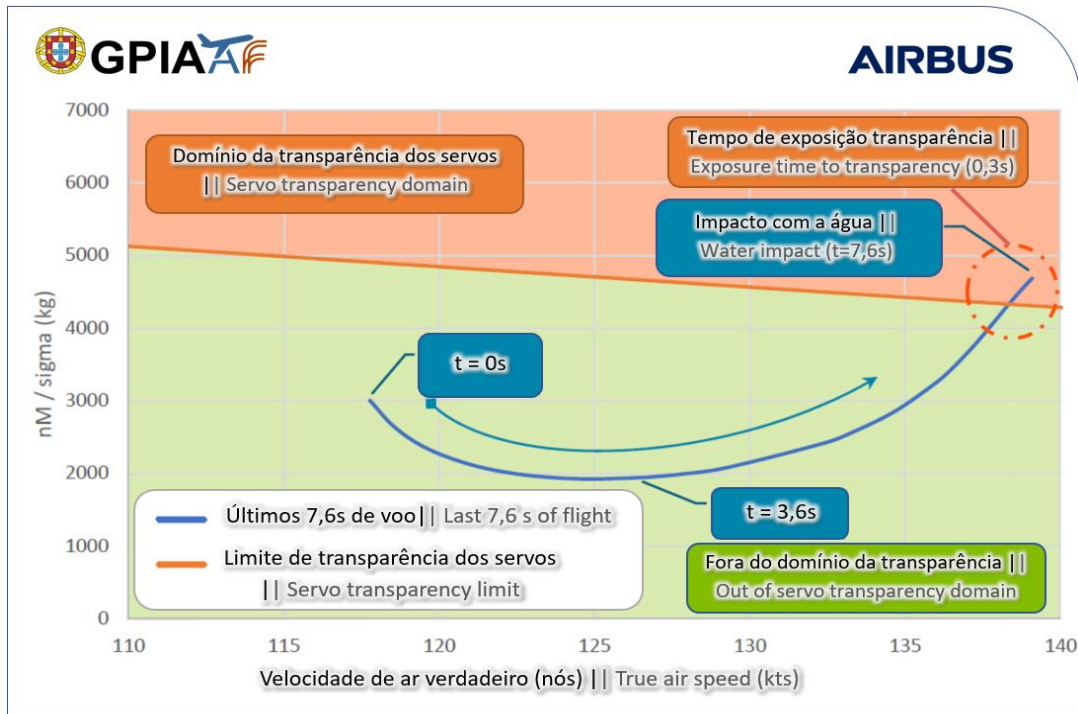 GPIAAF
AIRBUS
7000
6000
5000
4000
3000
2000
1000
0
nM / sigma (kg)
Domínio da transparência dos servos
|| Servo transparency domain
Tempo de exposição transparência ||
Exposure time to transparency (0,3s)
Impacto com a água ||
Water impact (t=7,6s)
t = 0s
t = 3,6s
Últimos 7,6s de voo|| Last 7,6 s of flight
Limite de transparência dos servos
|| Servo transparency limit
Fora do domínio da transparência ||
Out of servo transparency domain
110 115 120 125 130 135 140
Velocidade de ar verdadeiro (nós) || True air speed (kts)